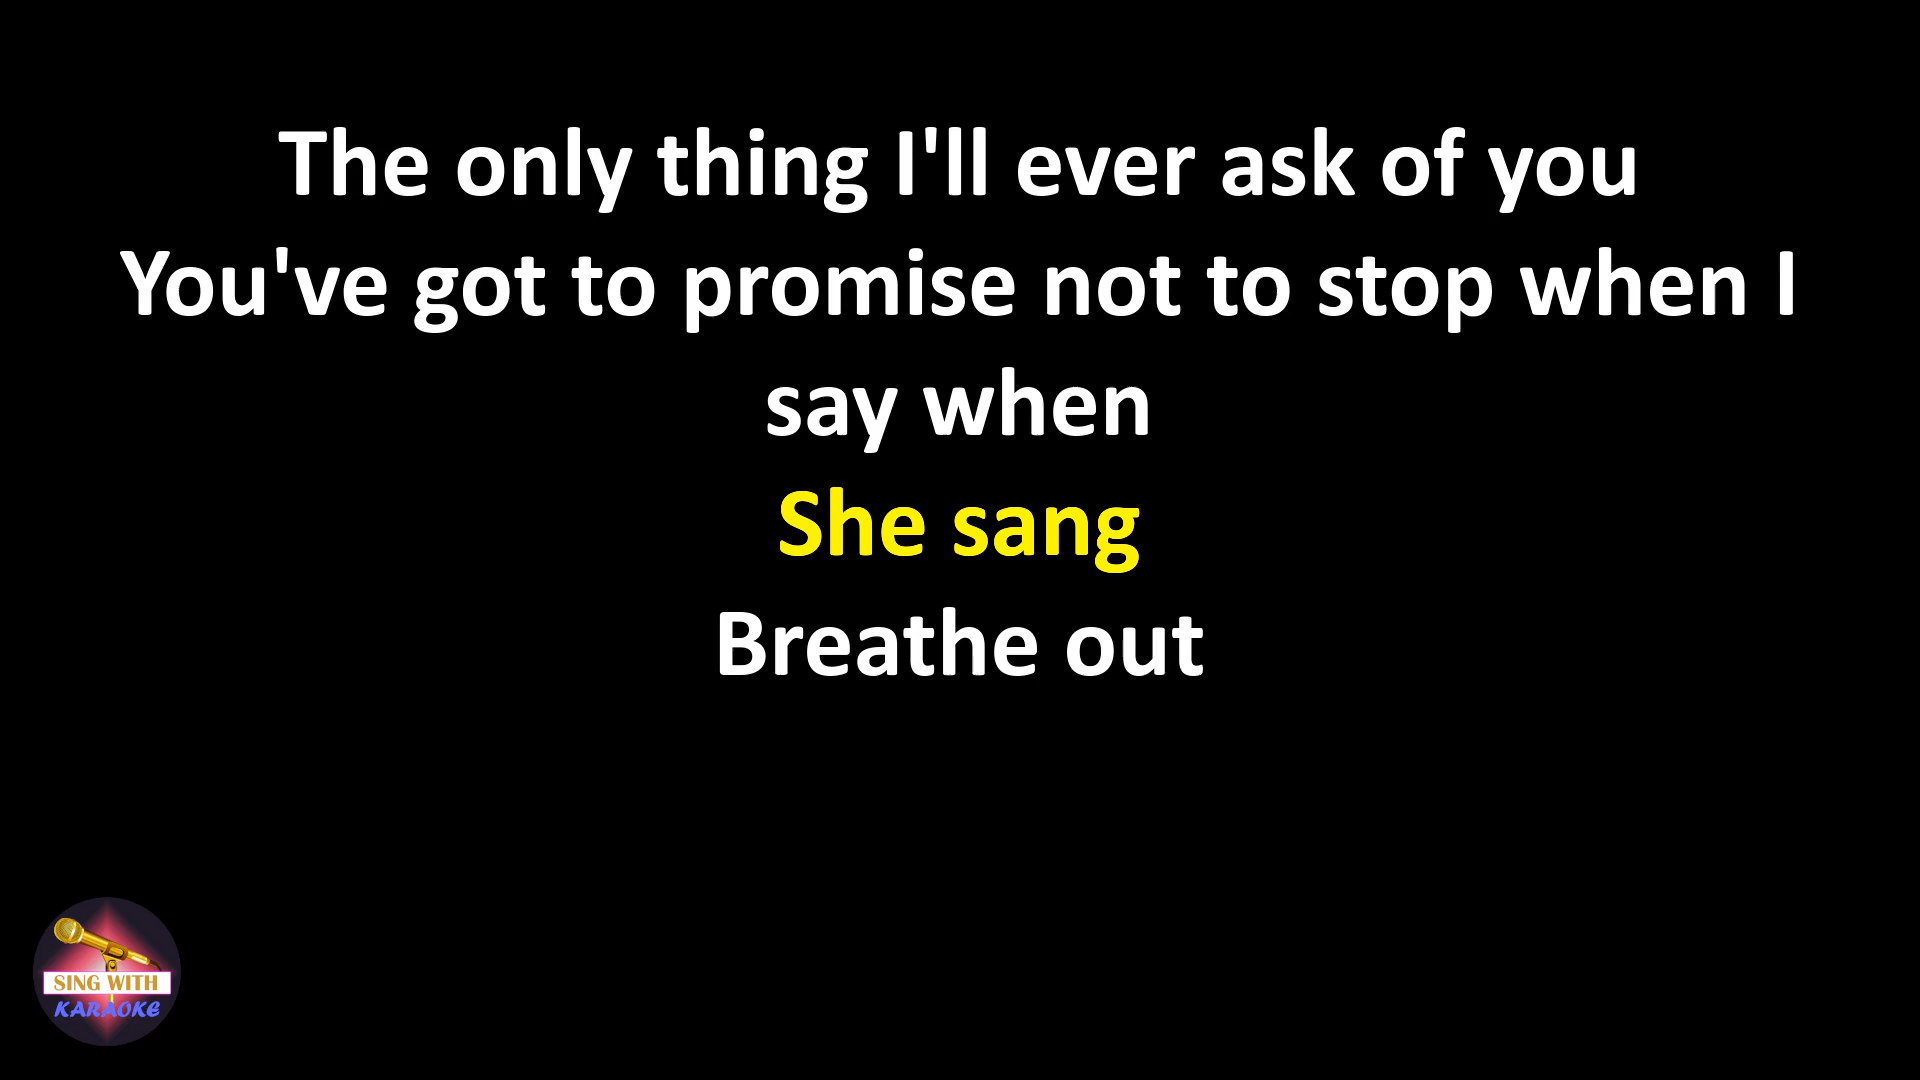 The only thing I'll ever ask of you
You've got to promise not to stop when I
say when
She sang
Breathe out
SING WITH
KARAOKE